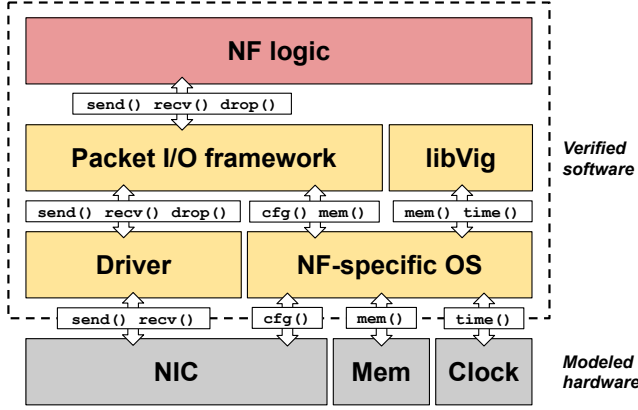 NF logic
send() recv() drop()
Packet I/O framework
libVig
Verified
software
send() recv() drop()
cfg() mem()
mem() time()
Driver
NF-specific OS
send() recv()
cfg()
mem()
time()
NIC
Mem
Clock
Modeled
hardware